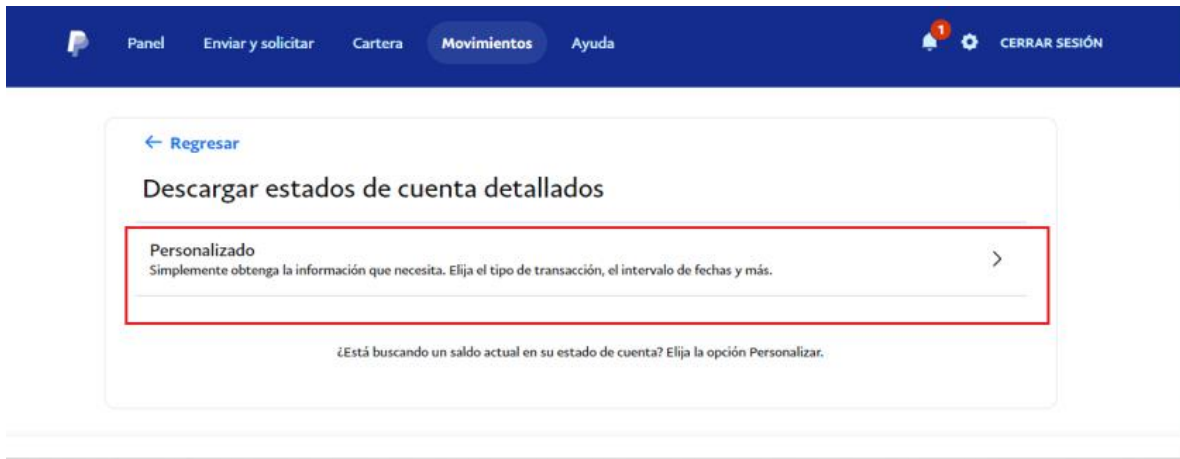 Panel Enviar y solicitar Cartera Movimientos Ayuda 1 CERRAR SESIÓN
← Regresar
Descargar estados de cuenta detallados
Personalizado
Simplemente obtenga la información que necesita. Elija el tipo de transacción, el intervalo de fechas y más.
¿Está buscando un saldo actual en su estado de cuenta? Elija la opción Personalizar.